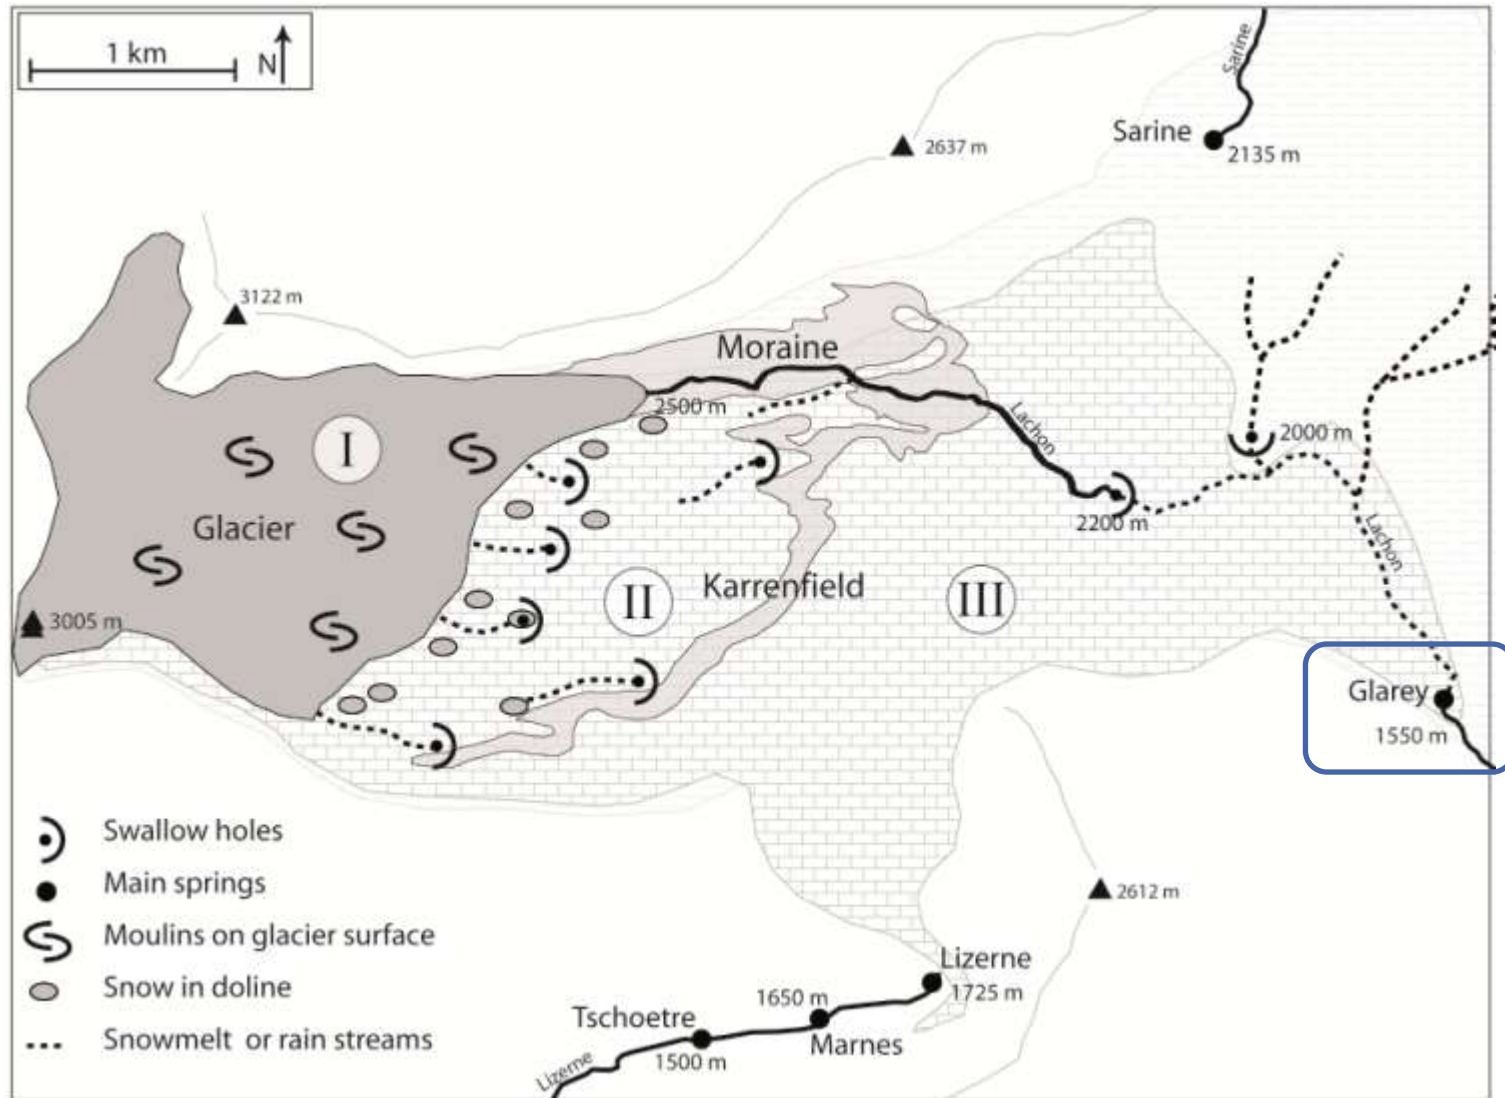 1 km
N
Sarine
Sarine
2135 m
2637 m
3122 m
Moraine
2500 m
Lachon
2000 m
I
Glacier
2200 m
Lachon
3005 m
II
Karrenfield
III
Glarey
1550 m
Swallow holes
Main springs
Moulins on glacier surface
Snow in doline
Snowmelt or rain streams
2612 m
Lizerne
1725 m
1650 m
Marnes
Tschoetre
1500 m
Lizerne